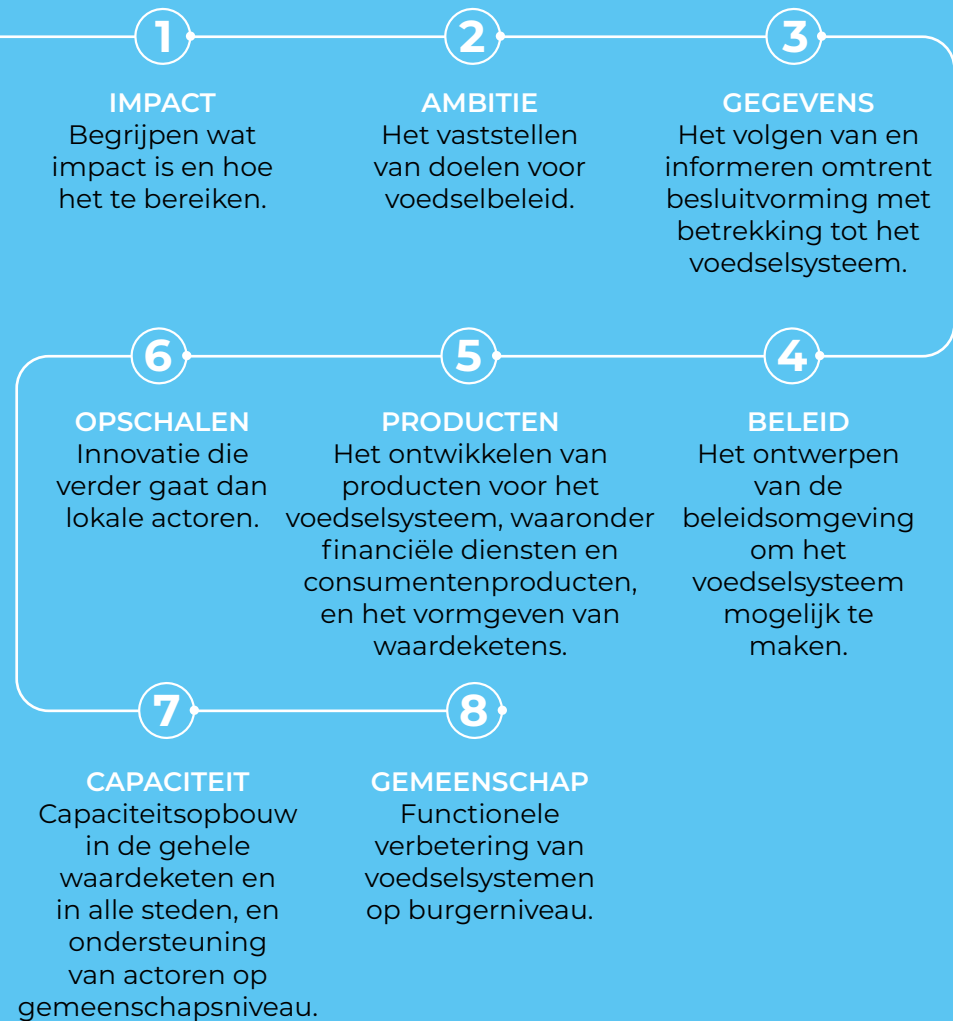 1
IMPACT
Begrijpen wat
impact is en hoe
het te bereiken.
2
AMBITIE
Het vaststellen
van doelen voor
voedselbeleid.
3
GEGEVENS
Het volgen van en
informeren omtrent
besluitvorming met
betrekking tot het
voedselsysteem.
4
BELEID
Het ontwerpen
van de
beleidsomgeving
om het
voedselsysteem
mogelijk te
maken.
5
PRODUCTEN
Het ontwikkelen van
producten voor het
voedselsysteem, waaronder
financiële diensten en
consumentenproducten,
en het vormgeven van
waardeketens.
6
OPSCHALEN
Innovatie die
verder gaat dan
lokale actoren.
7
CAPACITEIT
Capaciteitsopbouw
in de gehele
waardeketen en
in alle steden, en
ondersteuning
van actoren op
gemeenschapsniveau.
8
GEMEENSCHAP
Functionele
verbetering van
voedselsystemen
op burgerniveau.